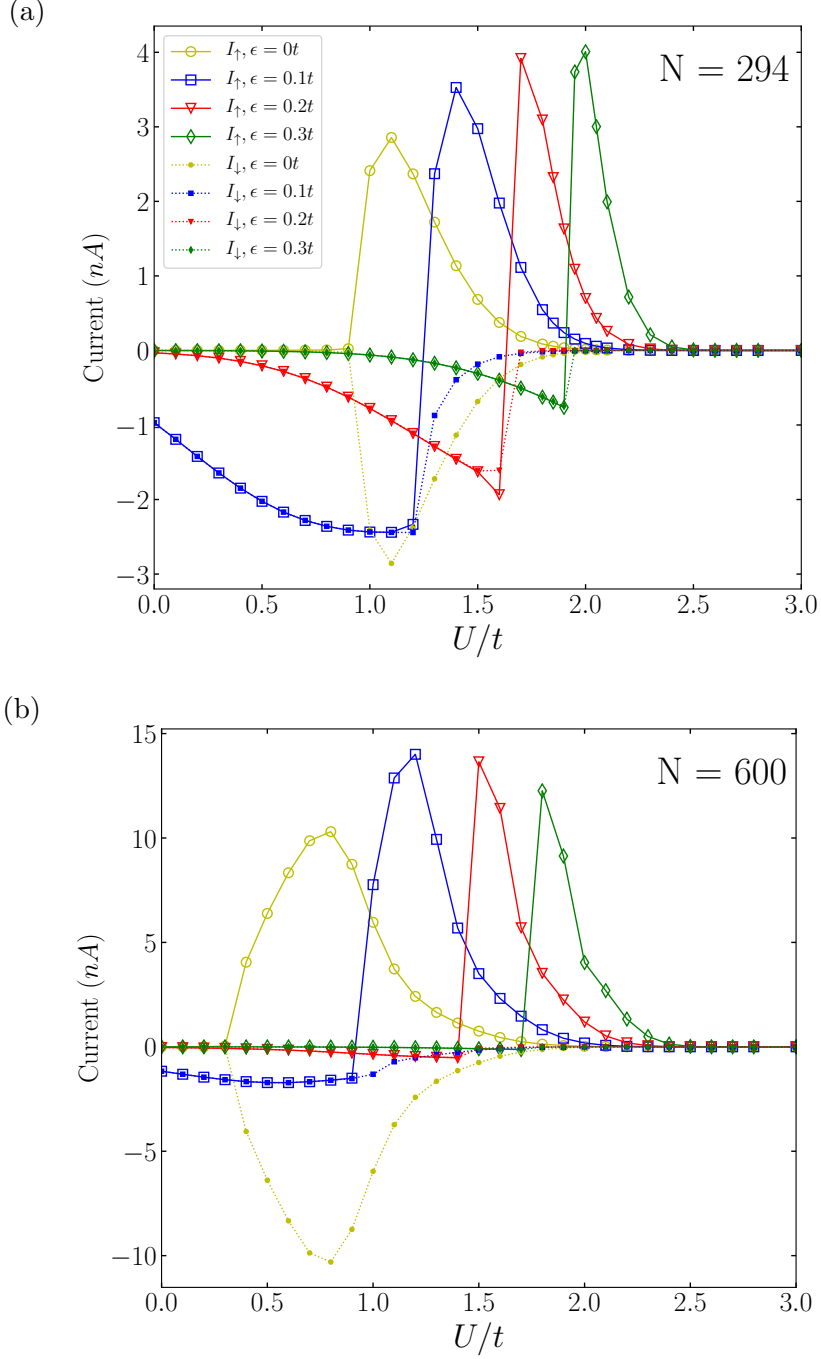 (a)
N = 294
I↑, ϵ = 0t
I↑, ϵ = 0.1t
I↑, ϵ = 0.2t
I↑, ϵ = 0.3t
I↓, ϵ = 0t
I↓, ϵ = 0.1t
I↓, ϵ = 0.2t
I↓, ϵ = 0.3t
Current (nA)
4
3
2
1
0
−1
−2
−3
0.0 0.5 1.0 1.5 2.0 2.5 3.0
U/t
(b)
N = 600
Current (nA)
15
10
5
0
−5
−10
0.0 0.5 1.0 1.5 2.0 2.5 3.0
U/t